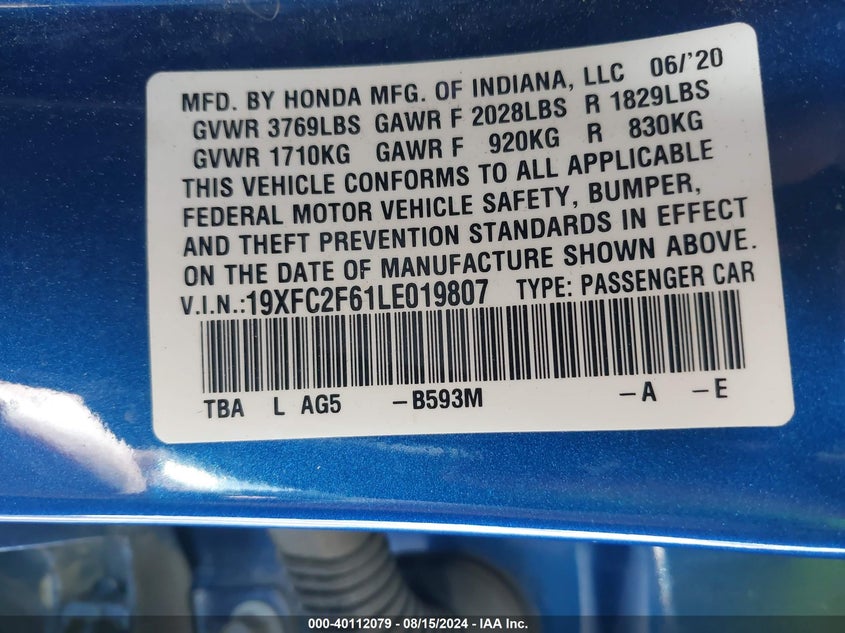 MFD. BY HONDA MFG. OF INDIANA, LLC 06/'20
GVWR 3769LBS GAWR F 2028LBS R 1829LBS
GVWR 1710KG GAWR F 920KG R 830KG
THIS VEHICLE CONFORMS TO ALL APPLICABLE
FEDERAL MOTOR VEHICLE SAFETY, BUMPER,
AND THEFT PREVENTION STANDARDS IN EFFECT
ON THE DATE OF MANUFACTURE SHOWN ABOVE.
V.I.N.:19XFC2F61LE019807 TYPE: PASSENGER CAR
TBA L AG5 –B593M –A –E
000-40112079 - 08/15/2024 - IAA Inc.